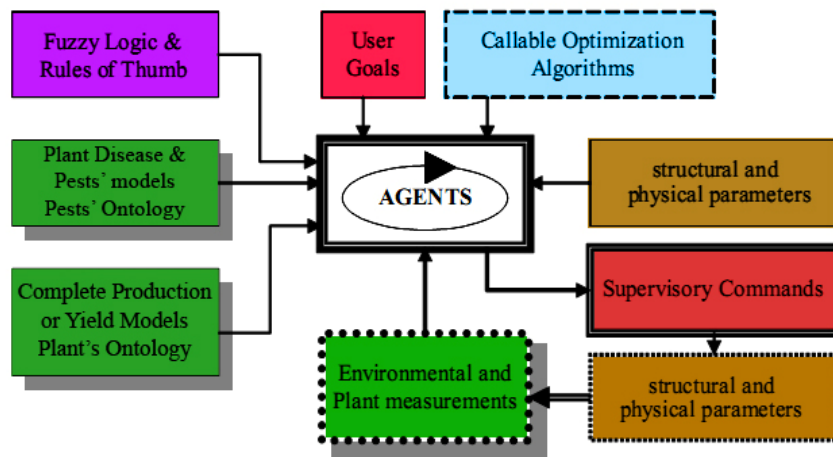 Fuzzy Logic &
Rules of Thumb
User
Goals
Callable Optimization
Algorithms
Plant Disease &
Pests' models
Pests' Ontology
AGENTS
structural and
physical parameters
Complete Production
or Yield Models
Plant's Ontology
Supervisory Commands
Environmental and
Plant measurements
structural and
physical parameters